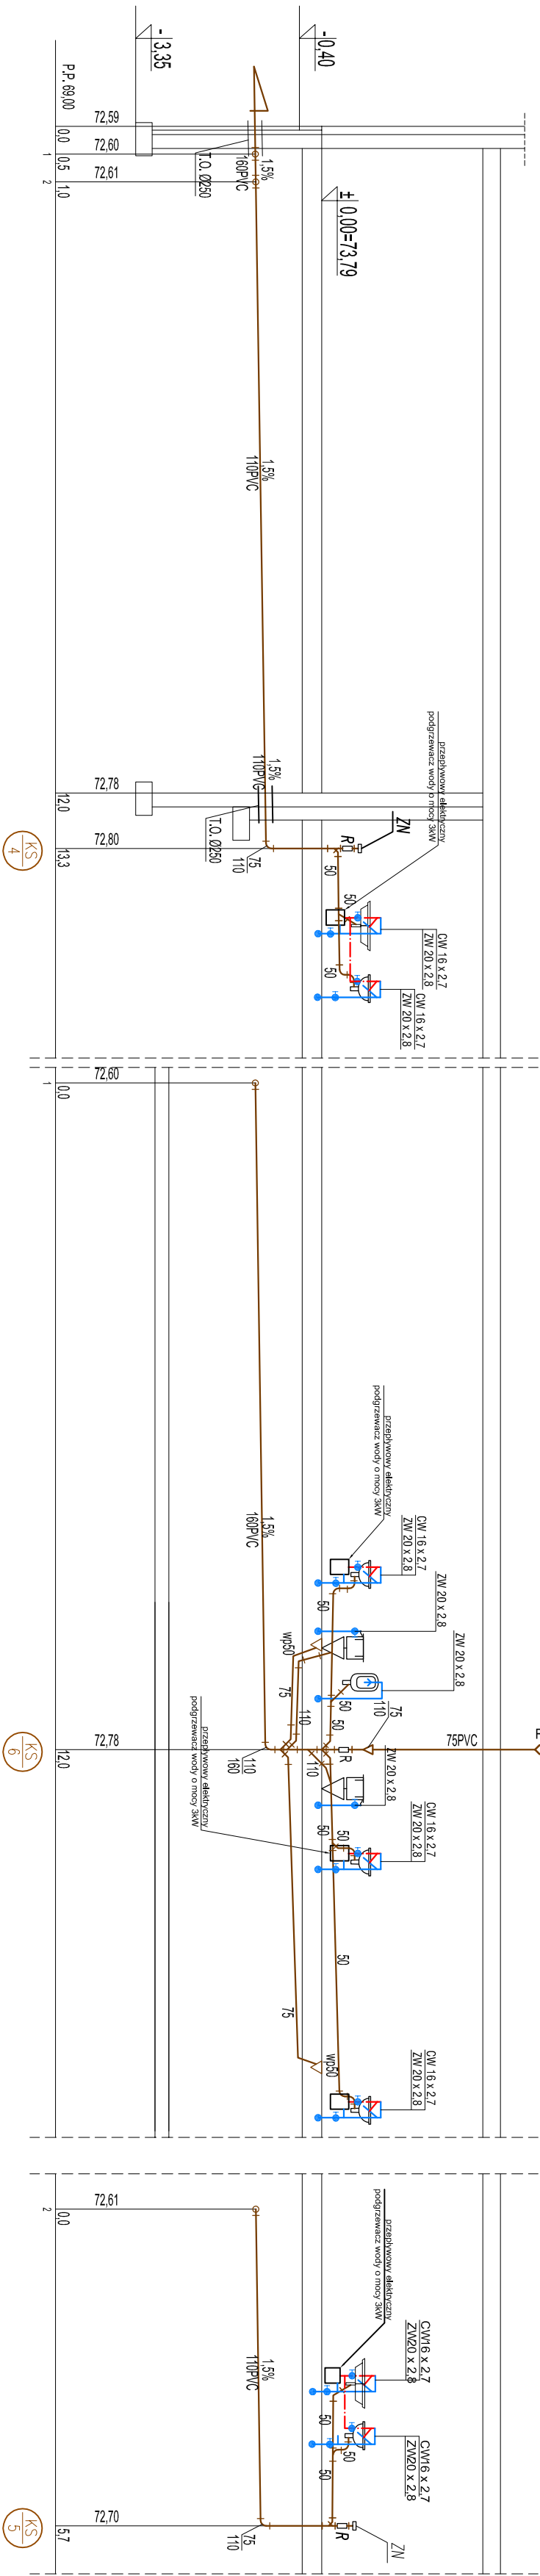 - 3,35
-0,40
± 0,00=73,79
P.P. 69,00
72,59
0,0
72,60
1
0,5
72,61
2
1,0
1,5%
160PVC
T.O. Ø250
1,5%
110PVC
1,5%
110PVC
T.O. Ø250
72,78
12,0
72,80
13,3
KS
4
75
110
R
ZN
50
50
50
przepływowy elektryczny
podgrzewacz wody o mocy 3kW
CW 16 x 2,7
ZW 20 x 2,8
CW 16 x 2,7
ZW 20 x 2,8
72,60
1
0,0
1,5%
160PVC
przepływowy elektryczny
podgrzewacz wody o mocy 3kW
CW 16 x 2,7
ZW 20 x 2,8
ZW 20 x 2,8
ZW 20 x 2,8
50
wp50
75
110
50
50
75
110
R
75PVC
110
110
160
72,78
12,0
KS
6
przepływowy elektryczny
podgrzewacz wody o mocy 3kW
ZW 20 x 2,8
CW 16 x 2,7
ZW 20 x 2,8
50
50
50
75
wp50
CW 16 x 2,7
ZW 20 x 2,8
72,61
2
0,0
1,5%
110PVC
przepływowy elektryczny
podgrzewacz wody o mocy 3kW
CW16 x 2,7
ZW20 x 2,8
CW16 x 2,7
ZW20 x 2,8
50
50
50
R
ZN
75
110
72,70
5,7
KS
5